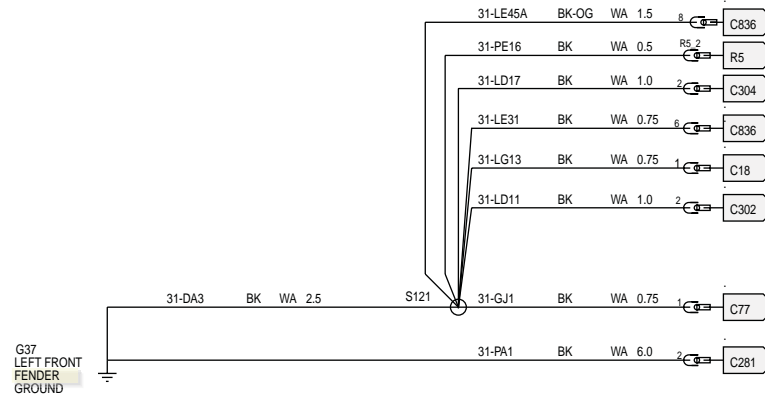 31-LE45A BK-OG WA 1.5 8 C836
31-PE16 BK WA 0.5 R5_2 R5
31-LD17 BK WA 1.0 2 C304
31-LE31 BK WA 0.75 6 C836
31-LG13 BK WA 0.75 1 C18
31-LD11 BK WA 1.0 2 C302
31-DA3 BK WA 2.5 S121 31-GJ1 BK WA 0.75 1 C77
31-PA1 BK WA 6.0 2 C281
G37
LEFT FRONT
FENDER
GROUND